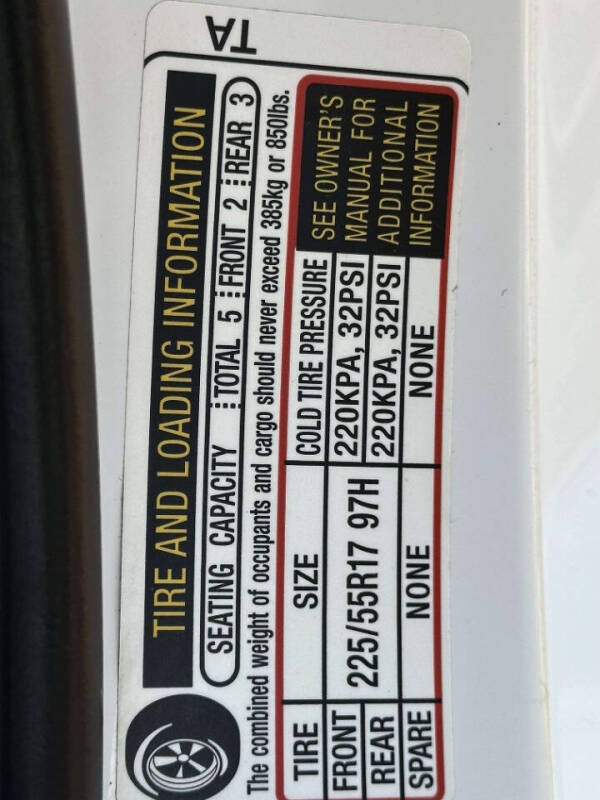 TA
TIRE AND LOADING INFORMATION
SEATING CAPACITY TOTAL 5 FRONT 2 REAR 3
The combined weight of occupants and cargo should never exceed 385kg or 850lbs.
TIRE SIZE COLD TIRE PRESSURE
FRONT 225/55R17 97H 220KPA, 32PSI
REAR 220KPA, 32PSI
SPARE NONE NONE
SEE OWNER'S
MANUAL FOR
ADDITIONAL
INFORMATION